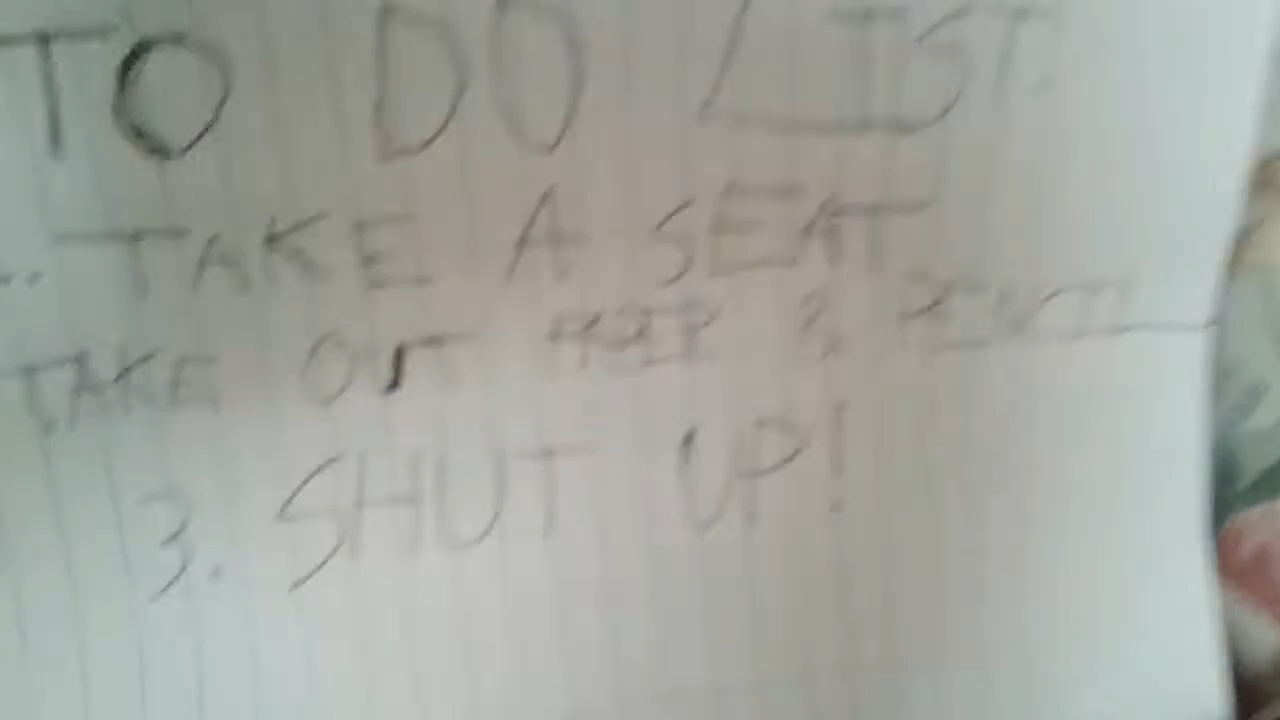 TO DO LIST:
.. TAKE A SEAT
TAKE OUT &
3. SHUT UP!